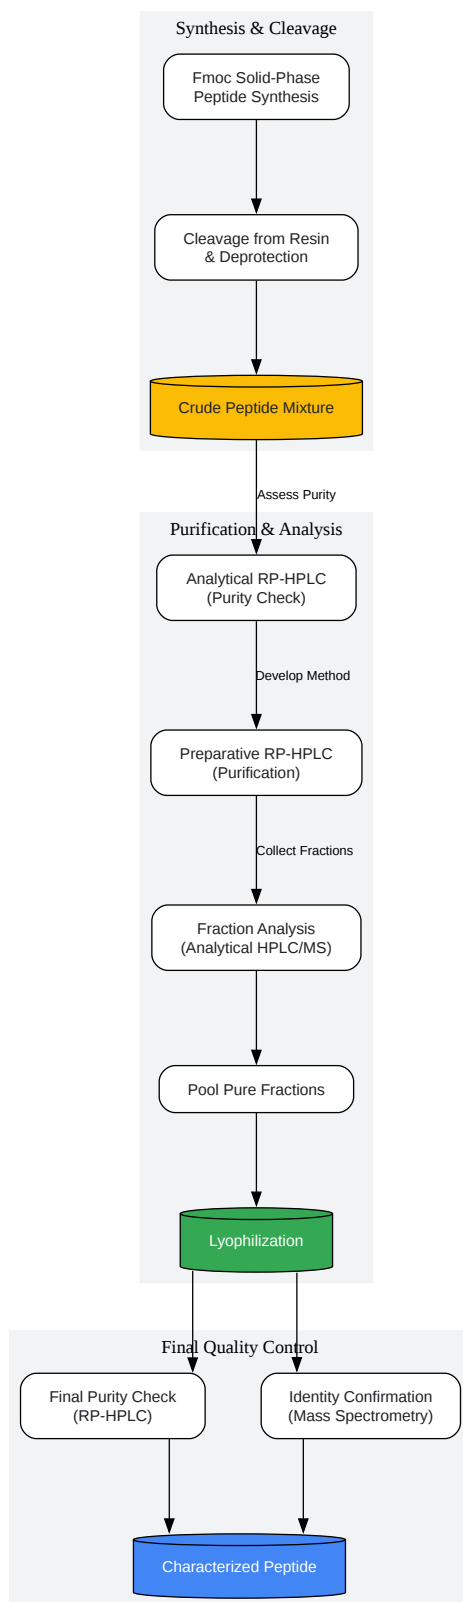 Synthesis & Cleavage
Fmoc Solid-Phase
Peptide Synthesis
Cleavage from Resin
& Deprotection
Crude Peptide Mixture
Assess Purity
Purification & Analysis
Analytical RP-HPLC
(Purity Check)
Develop Method
Preparative RP-HPLC
(Purification)
Collect Fractions
Fraction Analysis
(Analytical HPLC/MS)
Pool Pure Fractions
Lyophilization
Final Quality Control
Final Purity Check
(RP-HPLC)
Identity Confirmation
(Mass Spectrometry)
Characterized Peptide